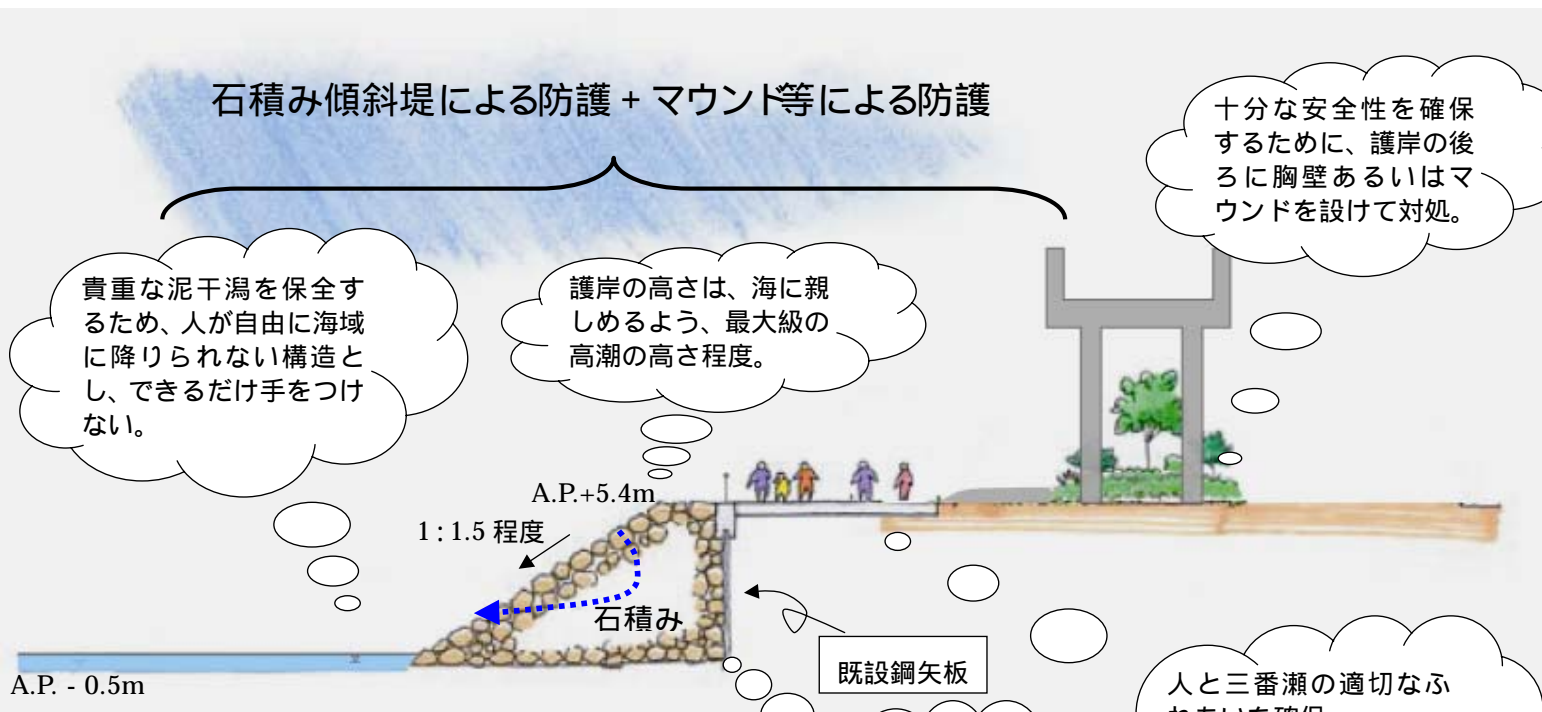 石積み傾斜堤による防護 + マウンド等による防護
十分な安全性を確保
するために、護岸の後
ろに胸壁あるいはマ
ウンドを設けて対処。
貴重な泥干潟を保全す
るため、人が自由に海域
に降りられない構造と
し、できるだけ手をつけ
ない。
護岸の高さは、海に親
しめるよう、最大級の
高潮の高さ程度。
A.P.+5.4m
1 : 1.5 程度
石積み
既設鋼矢板
A.P. - 0.5m
人と三番瀬の適切なふ